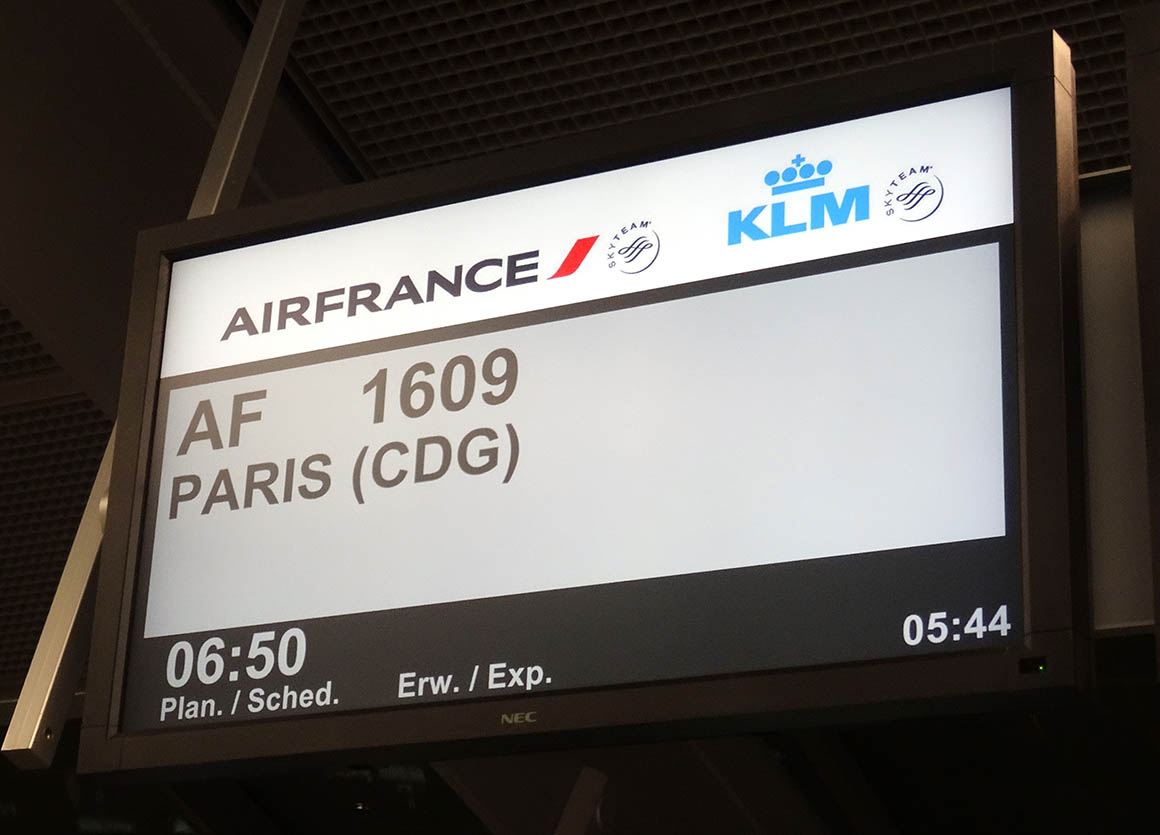 AIRFRANCE SKYTEAM KLM SKYTEAM
AF 1609
PARIS (CDG)
06:50 05:44
Plan. / Sched. Erw. / Exp.
NEC